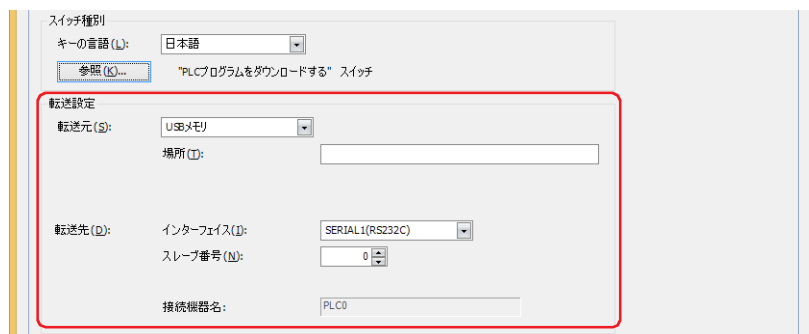 スイッチ種別
キーの言語(L): 日本語
参照(K)... "PLCプログラムをダウンロードする" スイッチ
転送設定
転送元(S): USBメモリ
場所(T):
転送先(D): インターフェイス(I): SERIAL1(RS232C)
スレーブ番号(N): 0
接続機器名: PLC0